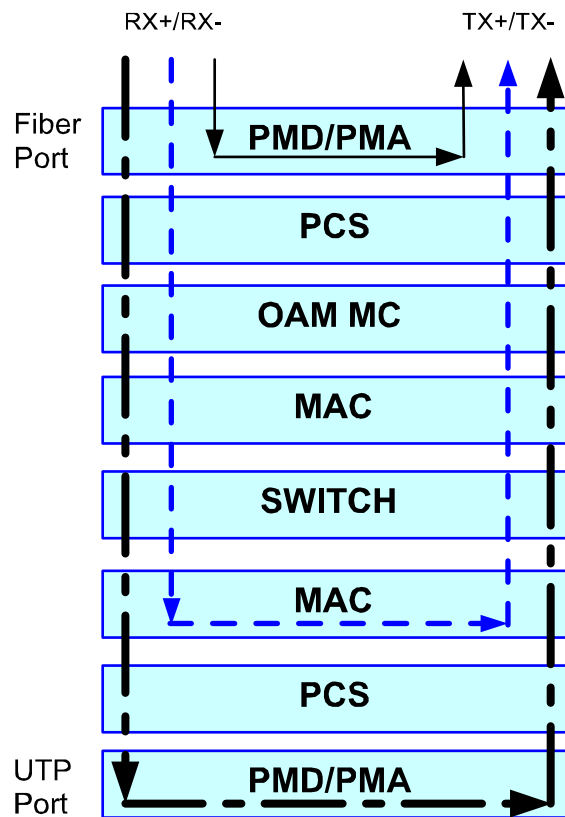 RX+/RX-
TX+/TX-
Fiber
Port
PMD/PMA
PCS
OAM MC
MAC
SWITCH
MAC
PCS
UTP
Port
PMD/PMA